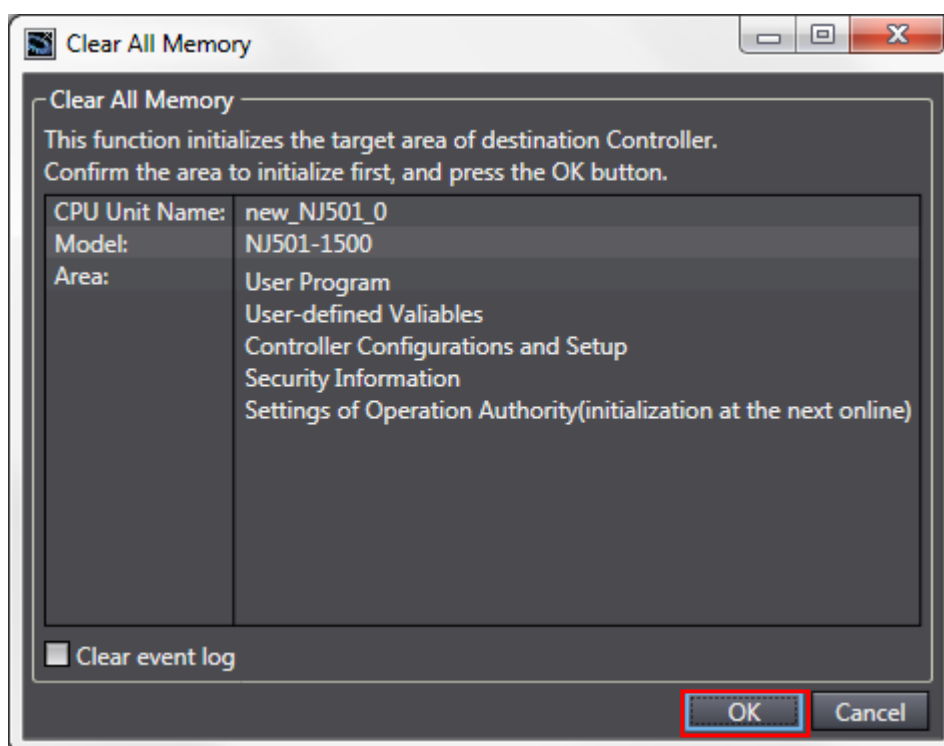 Clear All Memory
Clear All Memory
This function initializes the target area of destination Controller.
Confirm the area to initialize first, and press the OK button.
CPU Unit Name: new_NJ501_0
Model: NJ501-1500
Area: User Program
User-defined Valiables
Controller Configurations and Setup
Security Information
Settings of Operation Authority(initialization at the next online)
Clear event log
OK Cancel